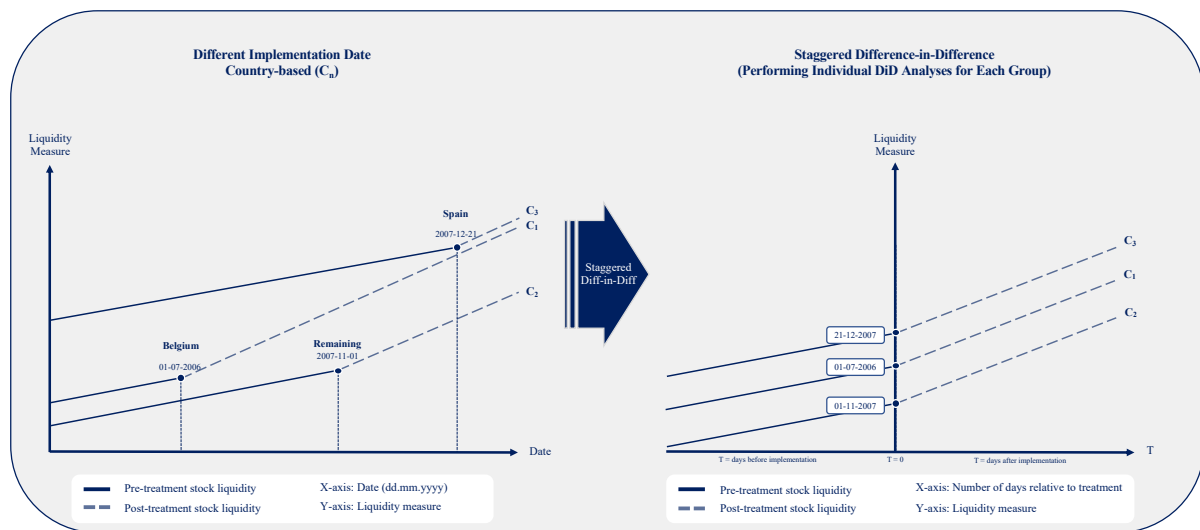 Different Implementation Date
Country-based (Cn)
Liquidity
Measure
Spain
2007-12-21
C3
C1
C2
Belgium
01-07-2006
Remaining
2007-11-01
Date
Pre-treatment stock liquidity
X-axis: Date (dd.mm.yyyy)
Post-treatment stock liquidity
Y-axis: Liquidity measure
Staggered
Diff-in-Diff
Staggered Difference-in-Difference
(Performing Individual DiD Analyses for Each Group)
Liquidity
Measure
C3
C1
C2
21-12-2007
01-07-2006
01-11-2007
T
T = days before implementation
T = 0
T = days after implementation
Pre-treatment stock liquidity
X-axis: Number of days relative to treatment
Post-treatment stock liquidity
Y-axis: Liquidity measure